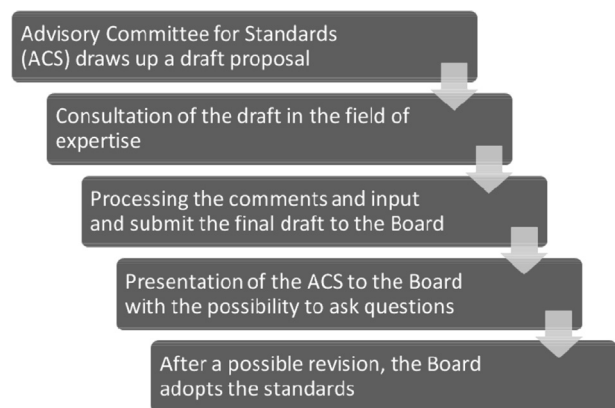 Advisory Committee for Standards
(ACS) draws up a draft proposal
Consultation of the draft in the field of
expertise
Processing the comments and input
and submit the final draft to the Board
Presentation of the ACS to the Board
with the possibility to ask questions
After a possible revision, the Board
adopts the standards